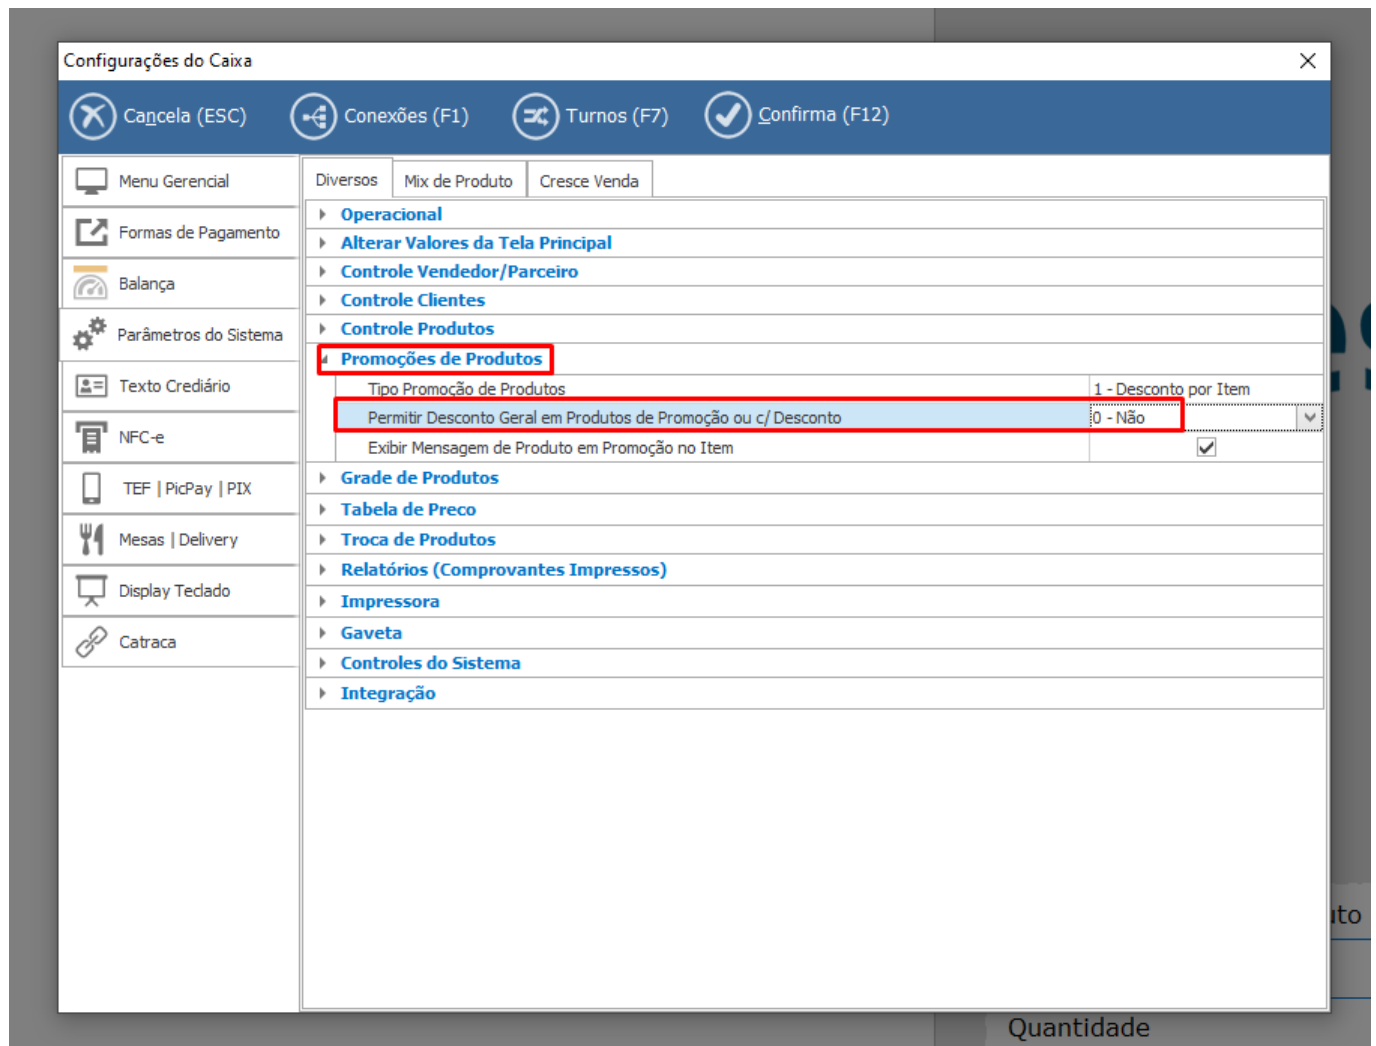 Configurações do Caixa
Cancela (ESC)
Conexões (F1)
Turnos (F7)
Confirma (F12)
Menu Gerencial
Formas de Pagamento
Balança
Parâmetros do Sistema
Texto Crediário
NFC-e
TEF | PicPay | PIX
Mesas | Delivery
Display Teclado
Catraca
Diversos
Mix de Produto
Cresce Venda
Operacional
Alterar Valores da Tela Principal
Controle Vendedor/Parceiro
Controle Clientes
Controle Produtos
Promoções de Produtos
Tipo Promoção de Produtos 1 - Desconto por Item
Permitir Desconto Geral em Produtos de Promoção ou c/ Desconto 0 - Não
Exibir Mensagem de Produto em Promoção no Item
Grade de Produtos
Tabela de Preco
Troca de Produtos
Relatórios (Comprovantes Impressos)
Impressora
Gaveta
Controles do Sistema
Integração
uto
Quantidade